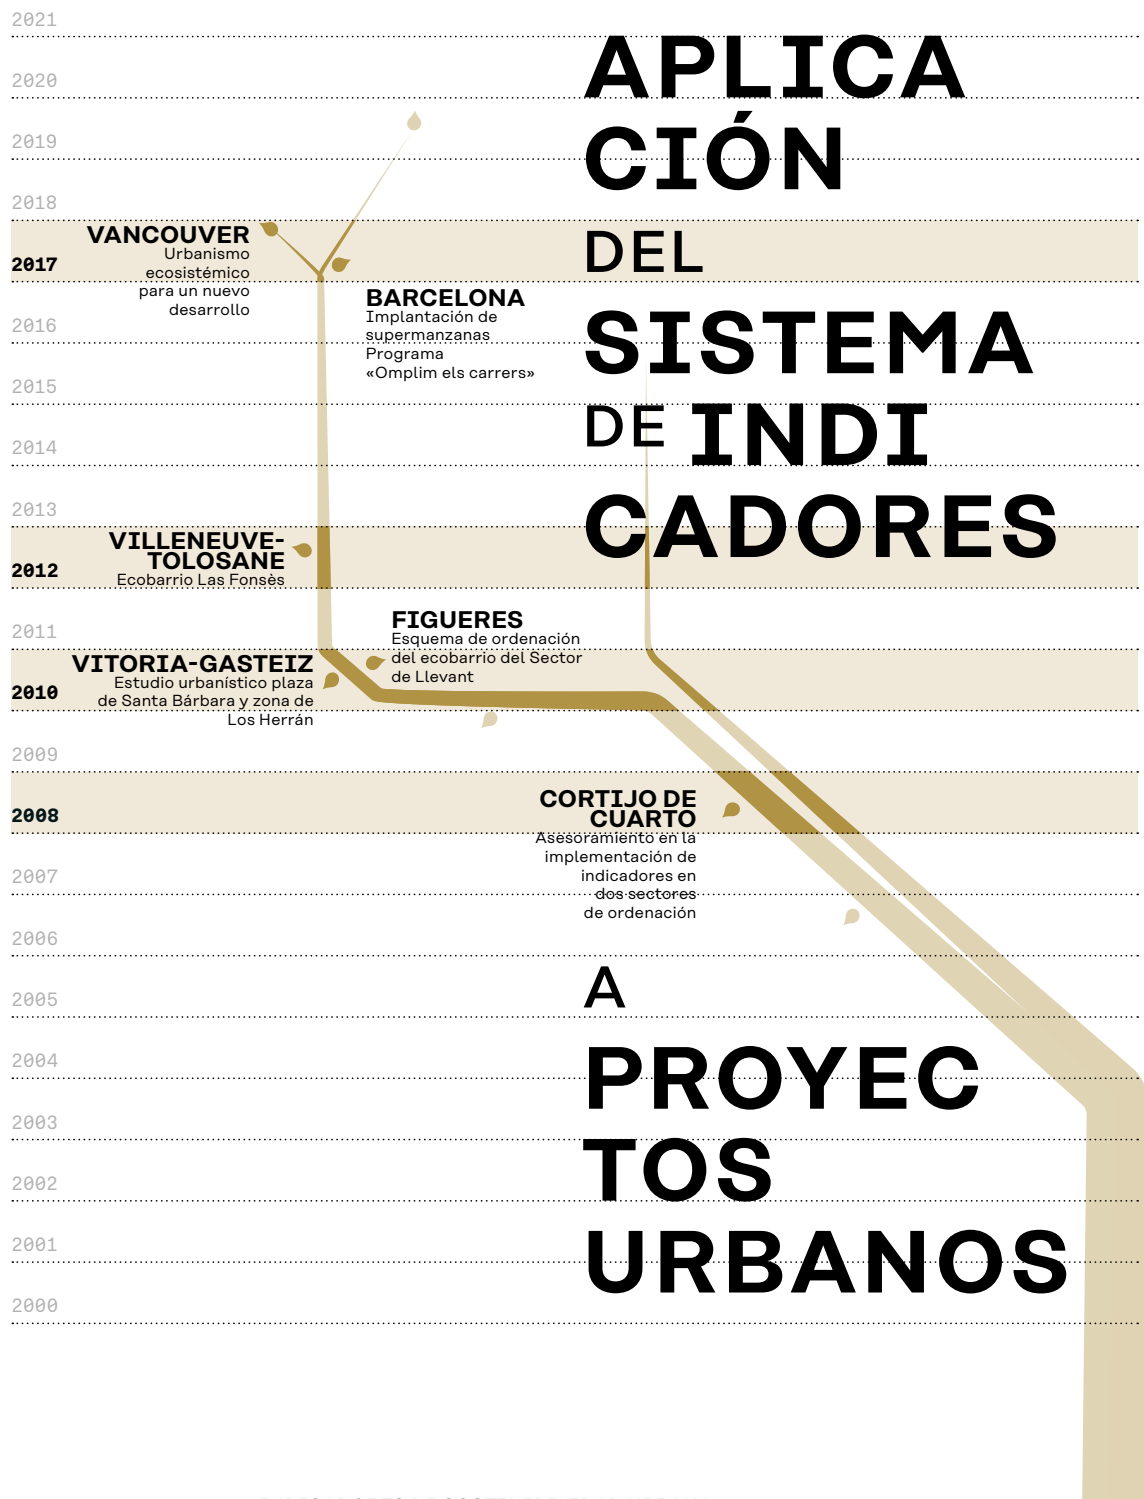 2021
APLICA
2020
2019
CIÓN
2018
VANCOUVER
Urbanismo
ecosistémico
para un nuevo
desarrollo
2017
DEL
BARCELONA
Implantación de
supermanzanas
Programa
«Omplim els carrers»
2016
SISTEMA
2015
DE INDI
2014
2013
CADORES
VILLENEUVE-
TOLOSANE
Ecobarrio Las Fonsès
2012
2011
FIGUERES
Esquema de ordenación
del ecobarrio del Sector
de Llevant
VITORIA-GASTEIZ
Estudio urbanístico plaza
de Santa Bárbara y zona de
Los Herrán
2010
2009
CORTIJO DE
CUARTO
Asesoramiento en la
implementación de
indicadores en
dos sectores
de ordenación
2008
2007
2006
A
2005
2004
PROYEC
2003
TOS
2002
2001
URBANOS
2000